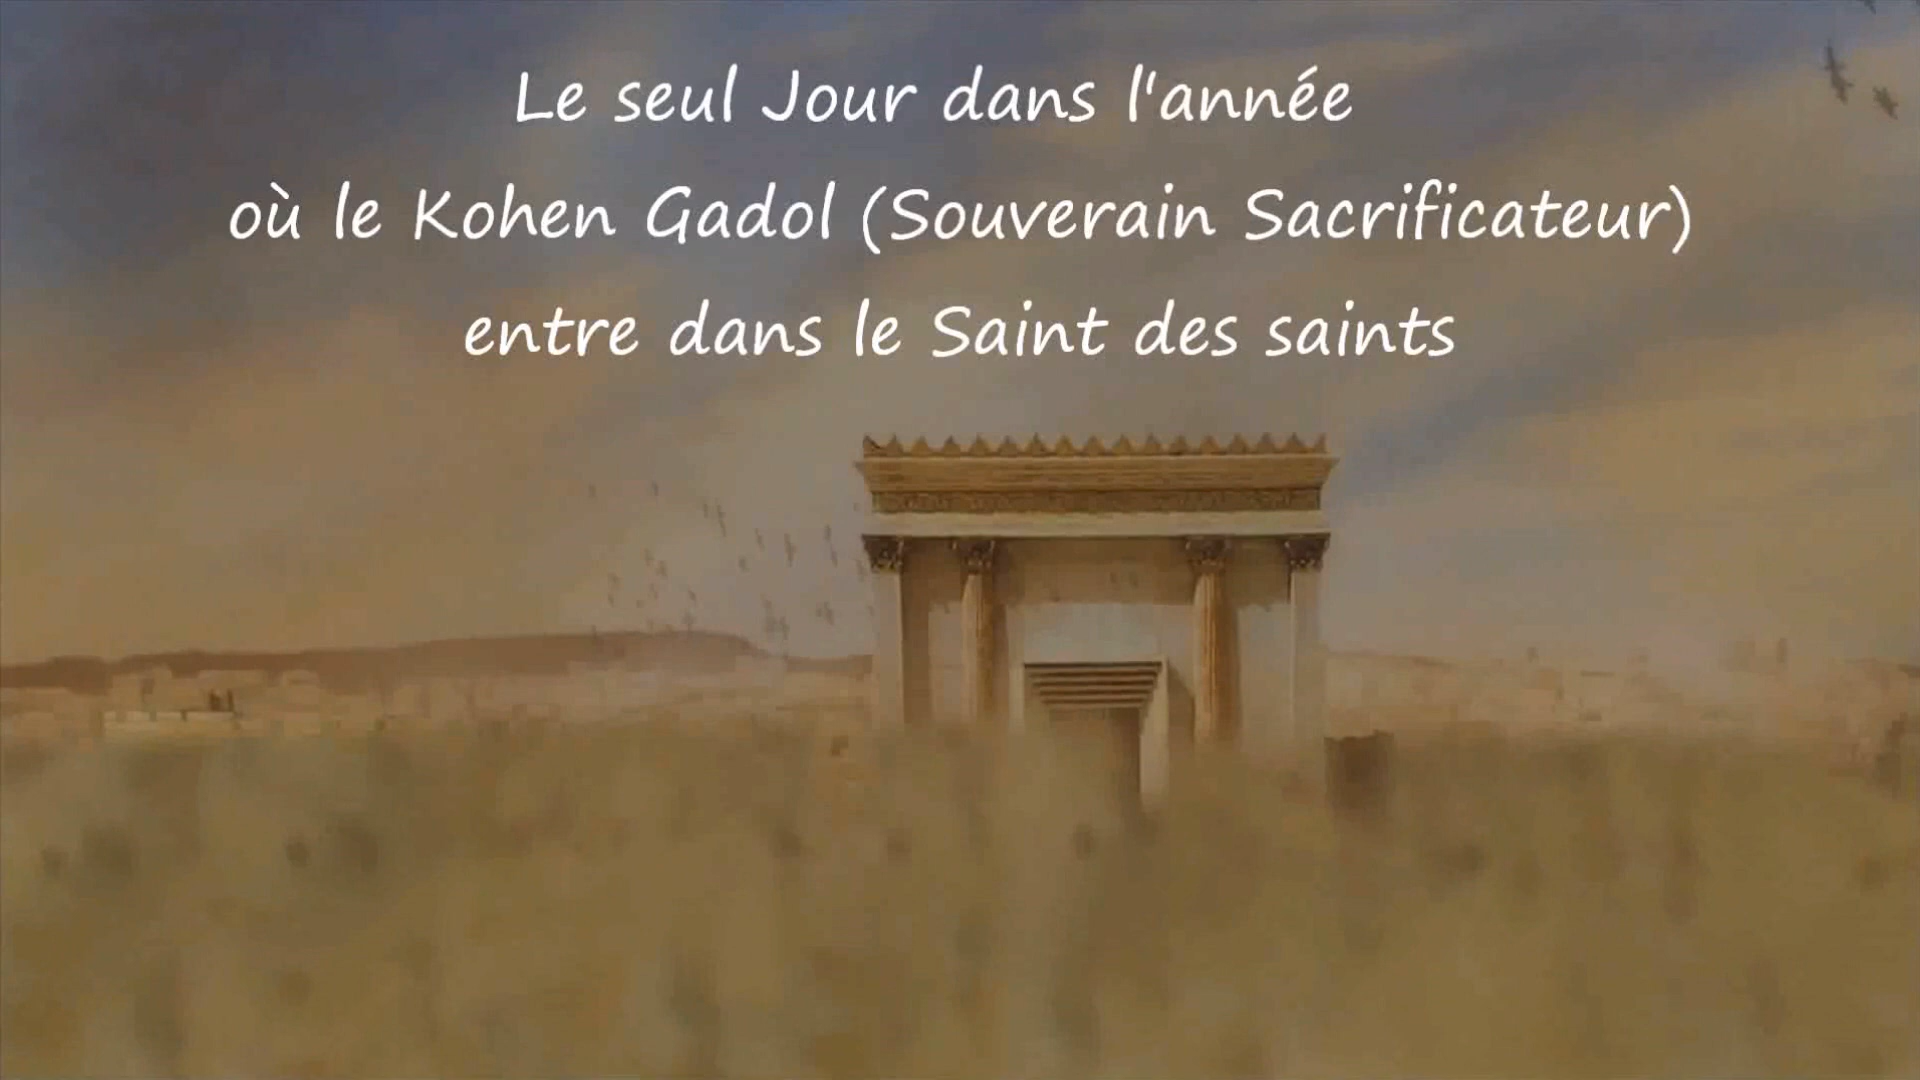 Le seul Jour dans l'année
où le Kohen Gadol (Souverain Sacrificateur)
entre dans le Saint des saints